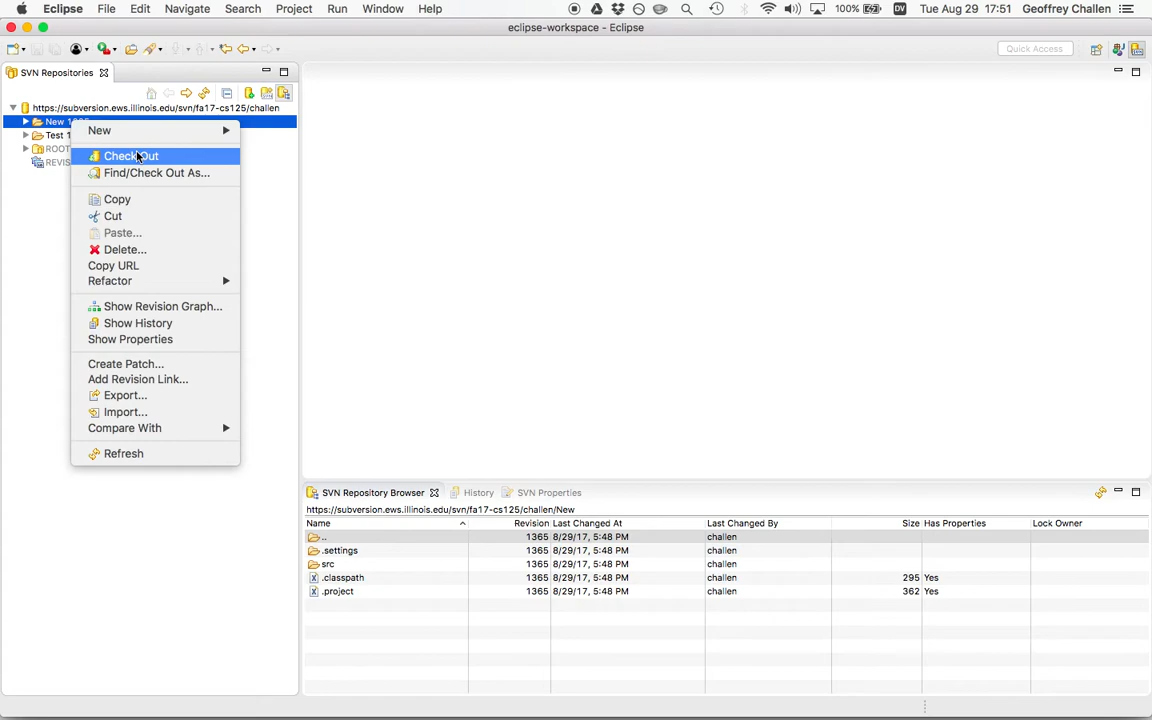 Eclipse File Edit Navigate Search Project Run Window Help 100% DV Tue Aug 29 17:51 Geoffrey Challen
eclipse-workspace - Eclipse
Quick Access
SVN Repositories
https://subversion.ews.illinois.edu/svn/fa17-cs125/challen
New
Test 1
ROOT
REVIS
New
Check Out
Find/Check Out As...
Copy
Cut
Paste...
Delete...
Copy URL
Refactor
Show Revision Graph...
Show History
Show Properties
Create Patch...
Add Revision Link...
Export...
Import...
Compare With
Refresh
SVN Repository Browser History SVN Properties
https://subversion.ews.illinois.edu/svn/fa17-cs125/challen/New
Name Revision Last Changed At Last Changed By Size Has Properties Lock Owner
.. 1365 8/29/17, 5:48 PM challen
.settings 1365 8/29/17, 5:48 PM challen
src 1365 8/29/17, 5:48 PM challen
.classpath 1365 8/29/17, 5:48 PM challen 295 Yes
.project 1365 8/29/17, 5:48 PM challen 362 Yes